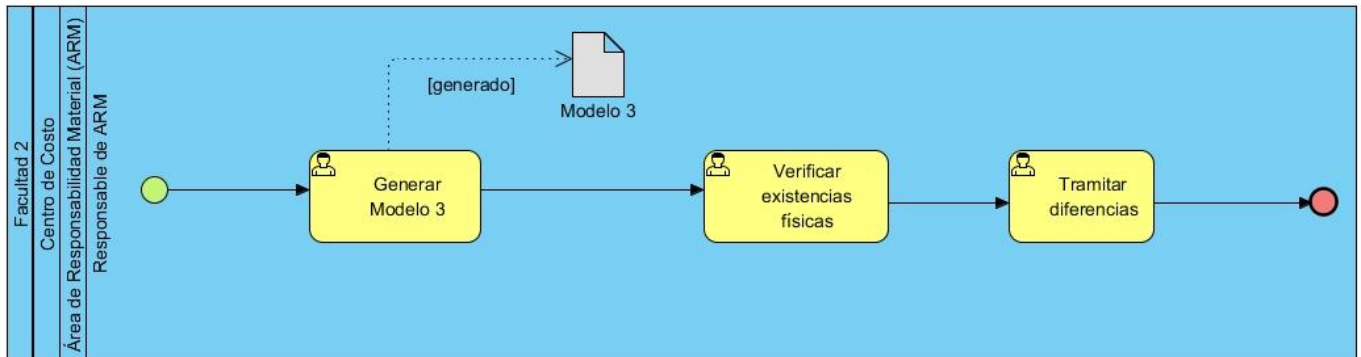 Facultad 2
Centro de Costo
Área de Responsabilidad Material (ARM)
Responsable de ARM
[generado]
Modelo 3
Generar
Modelo 3
Verificar
existencias
físicas
Tramitar
diferencias